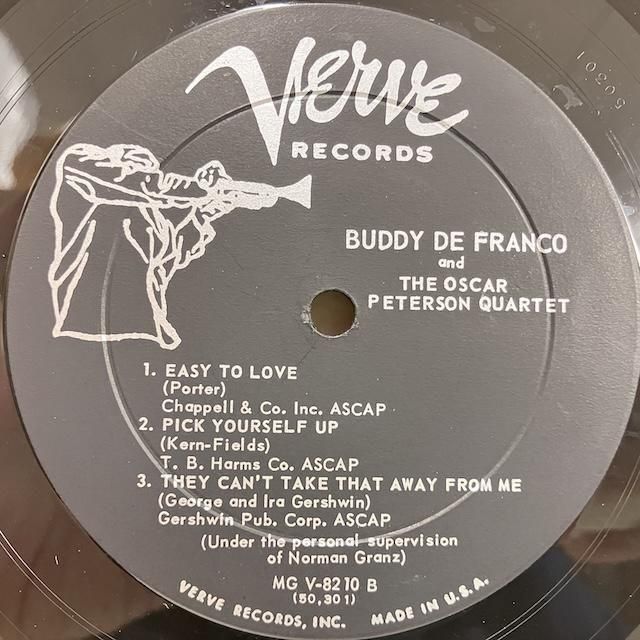 Verve
RECORDS
BUDDY DE FRANCO
and
THE OSCAR
PETERSON QUARTET
1. EASY TO LOVE
(Porter)
Chappell & Co. Inc. ASCAP
2. PICK YOURSELF UP
(Kern-Fields)
T. B. Harms Co. ASCAP
3. THEY CAN'T TAKE THAT AWAY FROM ME
(George and Ira Gershwin)
Gershwin Pub. Corp. ASCAP
(Under the personal supervision
of Norman Granz)
MG V-8210 B
(50,301)
VERVE RECORDS, INC. MADE IN U.S.A.
50301